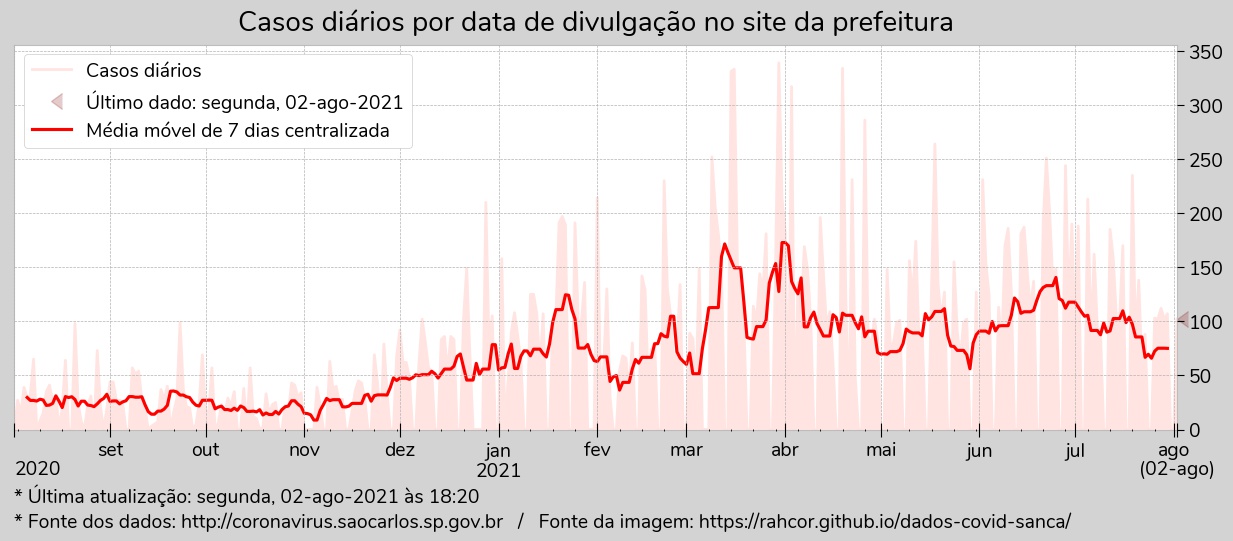 Casos diários por data de divulgação no site da prefeitura
Casos diários
Último dado: segunda, 02-ago-2021
Média móvel de 7 dias centralizada
350
300
250
200
150
100
50
0
set out nov dez jan fev mar abr mai jun jul ago
2020 2021 (02-ago)
* Última atualização: segunda, 02-ago-2021 às 18:20
* Fonte dos dados: http://coronavirus.saocarlos.sp.gov.br / Fonte da imagem: https://rahcor.github.io/dados-covid-sanca/